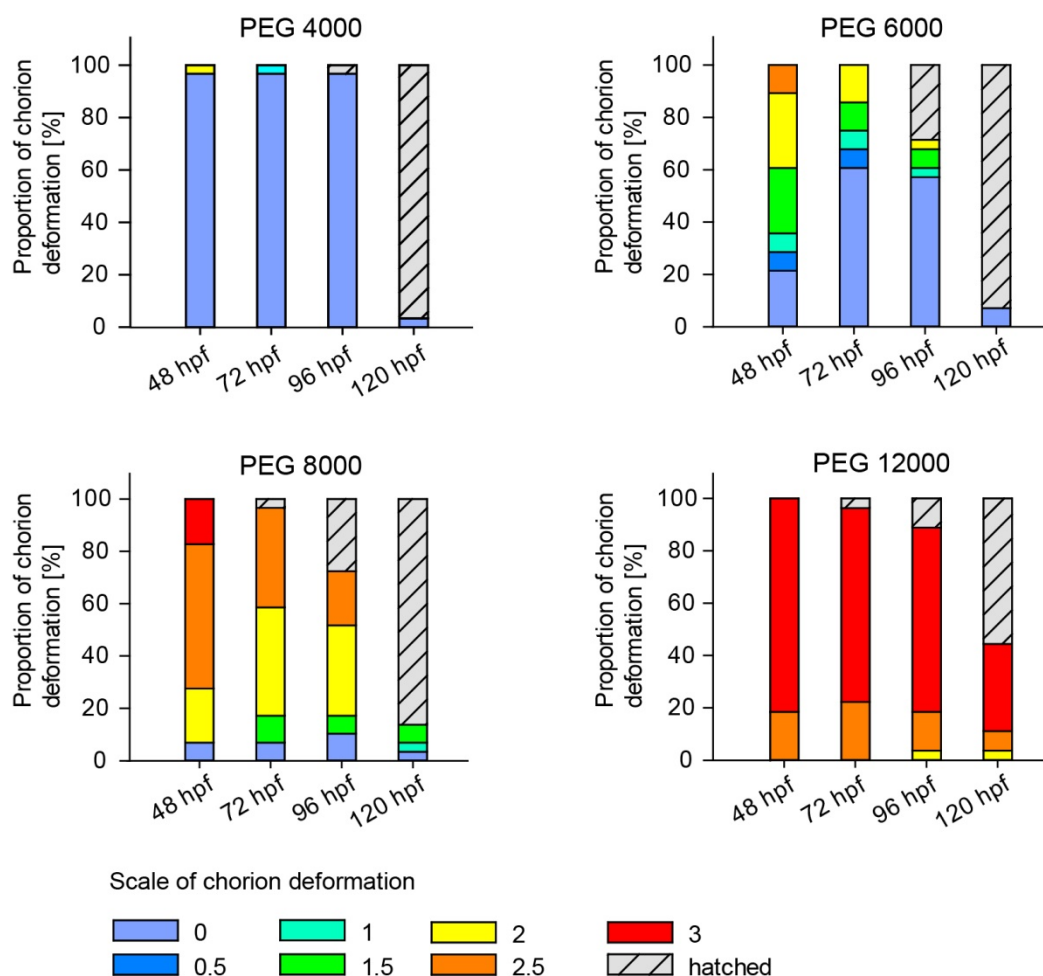 PEG 4000
Proportion of chorion
deformation [%]
100
80
60
40
20
0
48 hpf
72 hpf
96 hpf
120 hpf
PEG 6000
Proportion of chorion
deformation [%]
100
80
60
40
20
0
48 hpf
72 hpf
96 hpf
120 hpf
PEG 8000
Proportion of chorion
deformation [%]
100
80
60
40
20
0
48 hpf
72 hpf
96 hpf
120 hpf
PEG 12000
Proportion of chorion
deformation [%]
100
80
60
40
20
0
48 hpf
72 hpf
96 hpf
120 hpf
Scale of chorion deformation
0
1
2
3
0.5
1.5
2.5
hatched